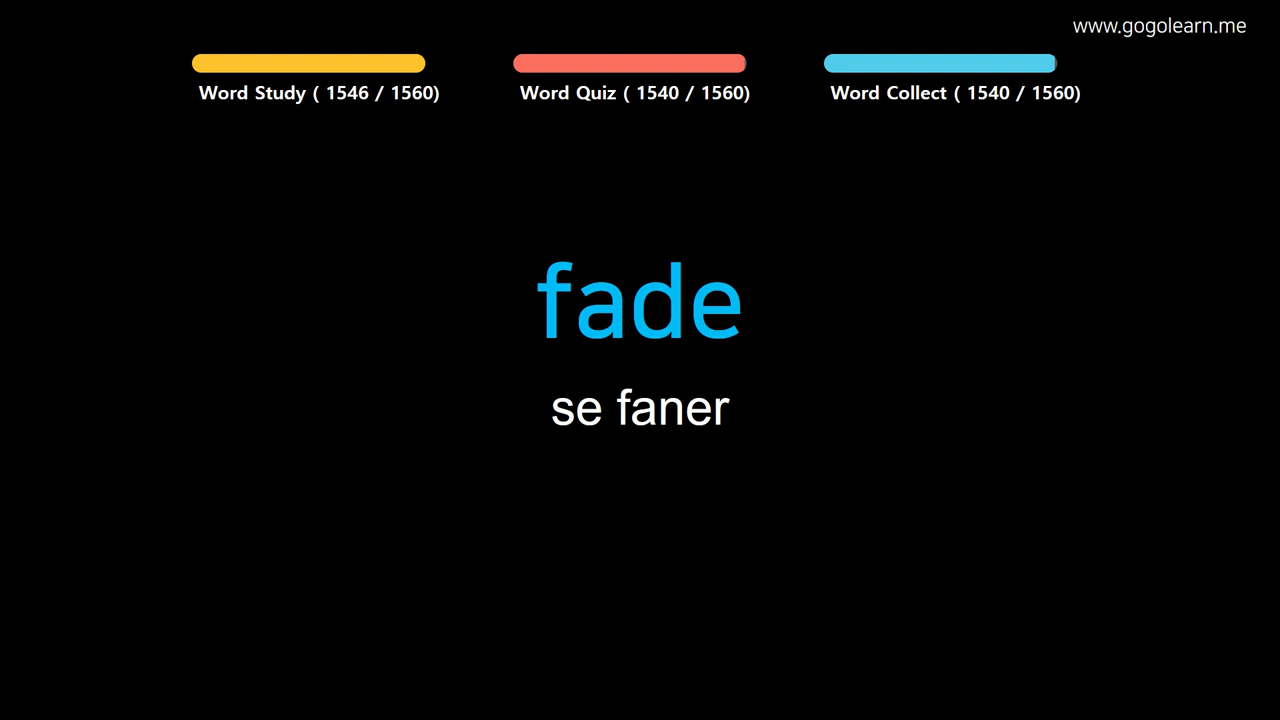 www.gogolearn.me
Word Study ( 1546 / 1560)
Word Quiz ( 1540 / 1560)
Word Collect ( 1540 / 1560)
fade
se faner